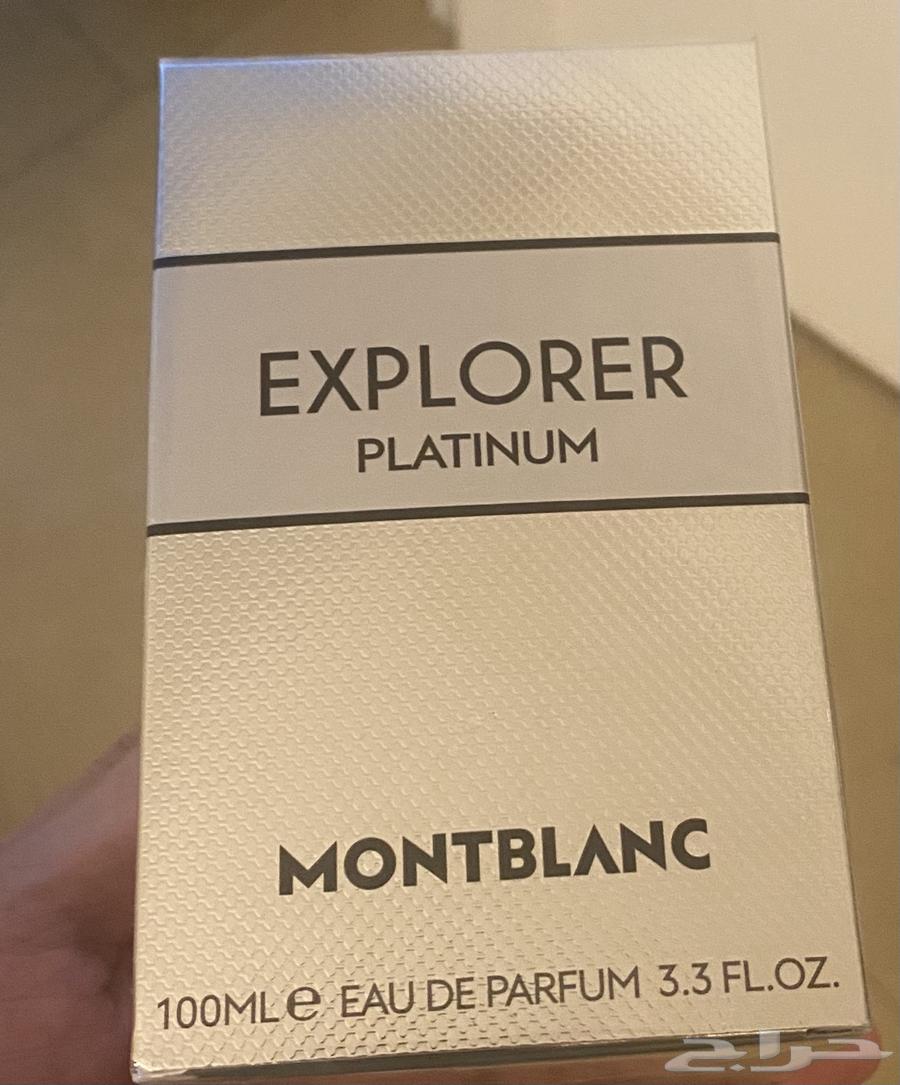 EXPLORER
PLATINUM
MONTBLANC
100ML e EAU DE PARFUM 3.3 FL.OZ.
حراج